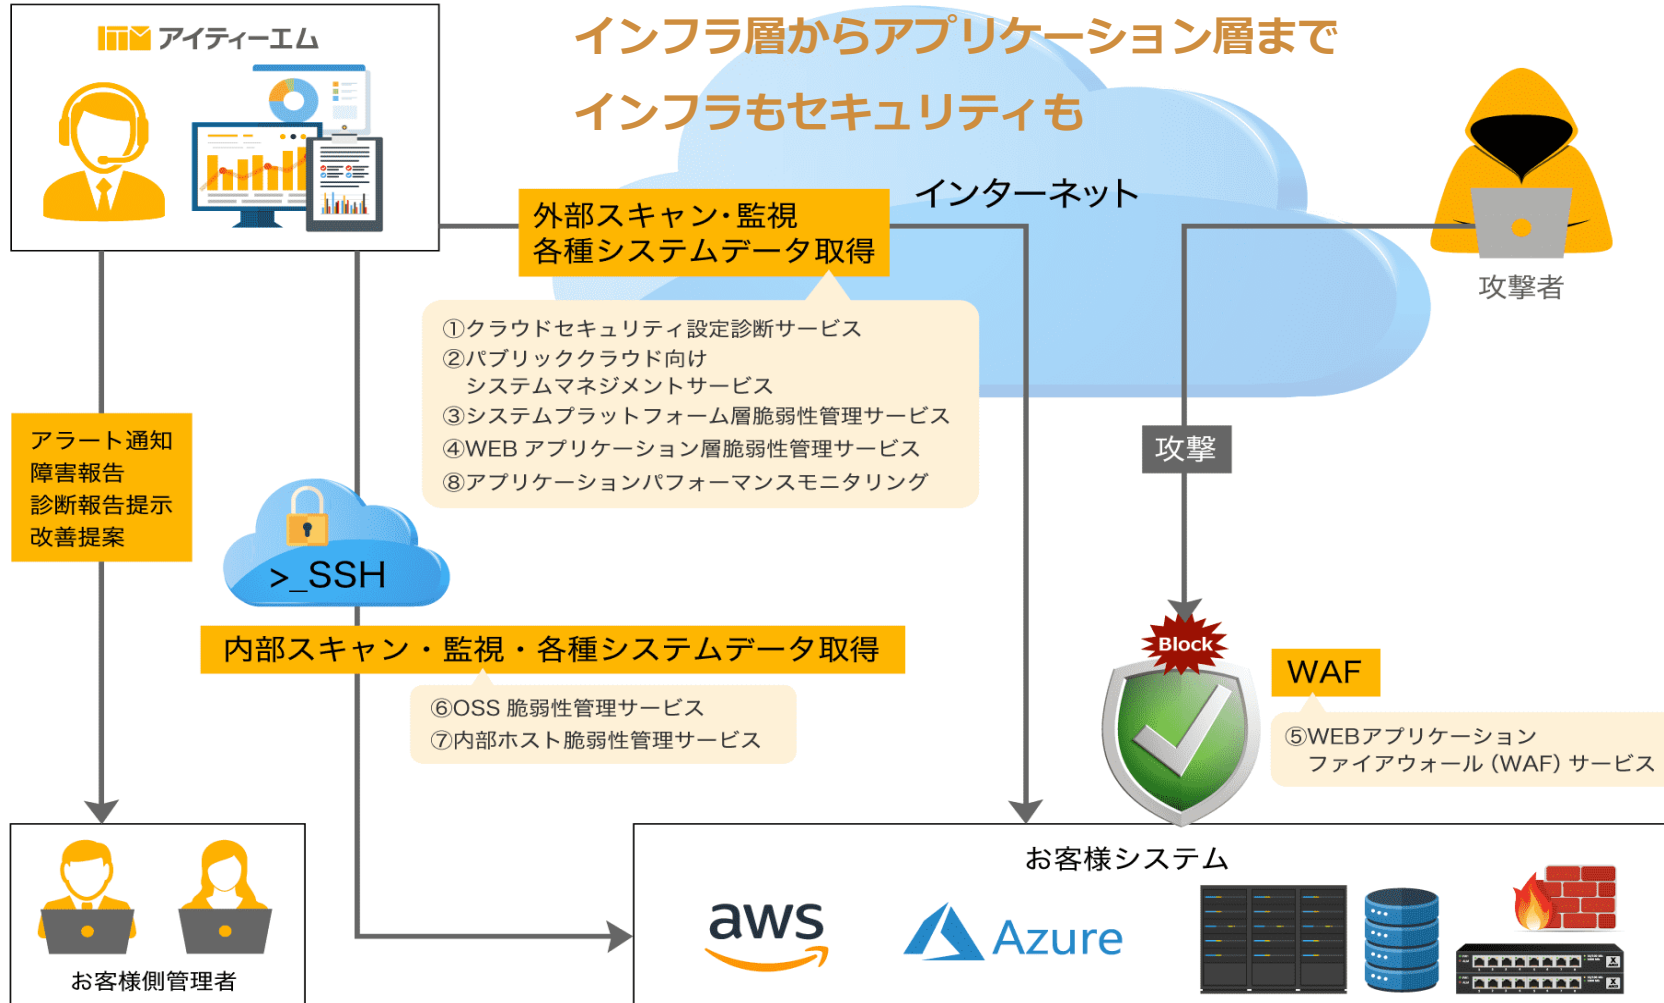 ITM アイティーエム
インフラ層からアプリケーション層まで
インフラもセキュリティも
インターネット
外部スキャン・監視
各種システムデータ取得
①クラウドセキュリティ設定診断サービス
②パブリッククラウド向け
システムマネジメントサービス
③システムプラットフォーム層脆弱性管理サービス
④WEB アプリケーション層脆弱性管理サービス
⑧アプリケーションパフォーマンスモニタリング
攻撃者
攻撃
アラート通知
障害報告
診断報告提示
改善提案
>_SSH
内部スキャン・監視・各種システムデータ取得
⑥OSS 脆弱性管理サービス
⑦内部ホスト脆弱性管理サービス
Block
WAF
⑤WEBアプリケーション
ファイアウォール (WAF) サービス
お客様側管理者
お客様システム
aws
Azure